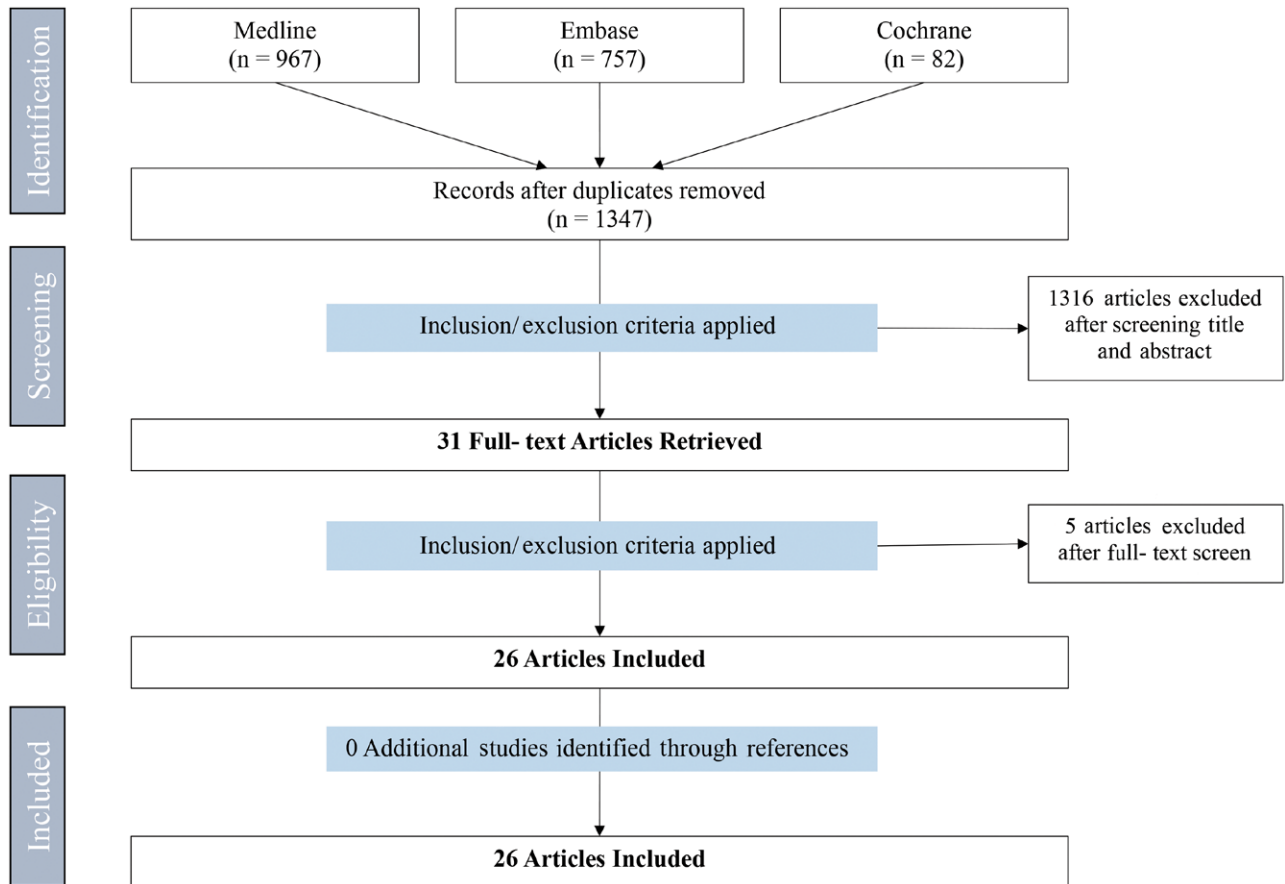 Identification
Medline
(n = 967)
Embase
(n = 757)
Cochrane
(n = 82)
Records after duplicates removed
(n = 1347)
Screening
Inclusion/exclusion criteria applied
1316 articles excluded
after screening title
and abstract
31 Full- text Articles Retrieved
Eligibility
Inclusion/exclusion criteria applied
5 articles excluded
after full- text screen
26 Articles Included
Included
0 Additional studies identified through references
26 Articles Included